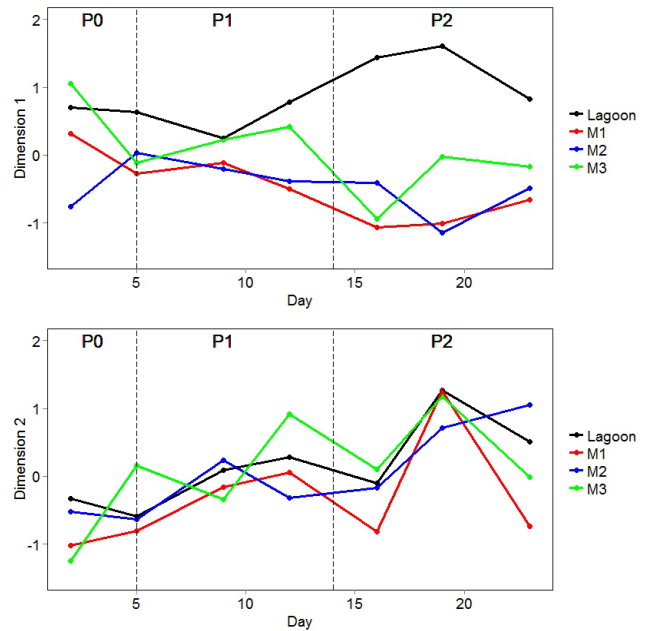 P0 P1 P2
2
1
0
-1
Dimension 1
5 10 15 20
Day
Lagoon
M1
M2
M3
P0 P1 P2
2
1
0
-1
Dimension 2
5 10 15 20
Day
Lagoon
M1
M2
M3